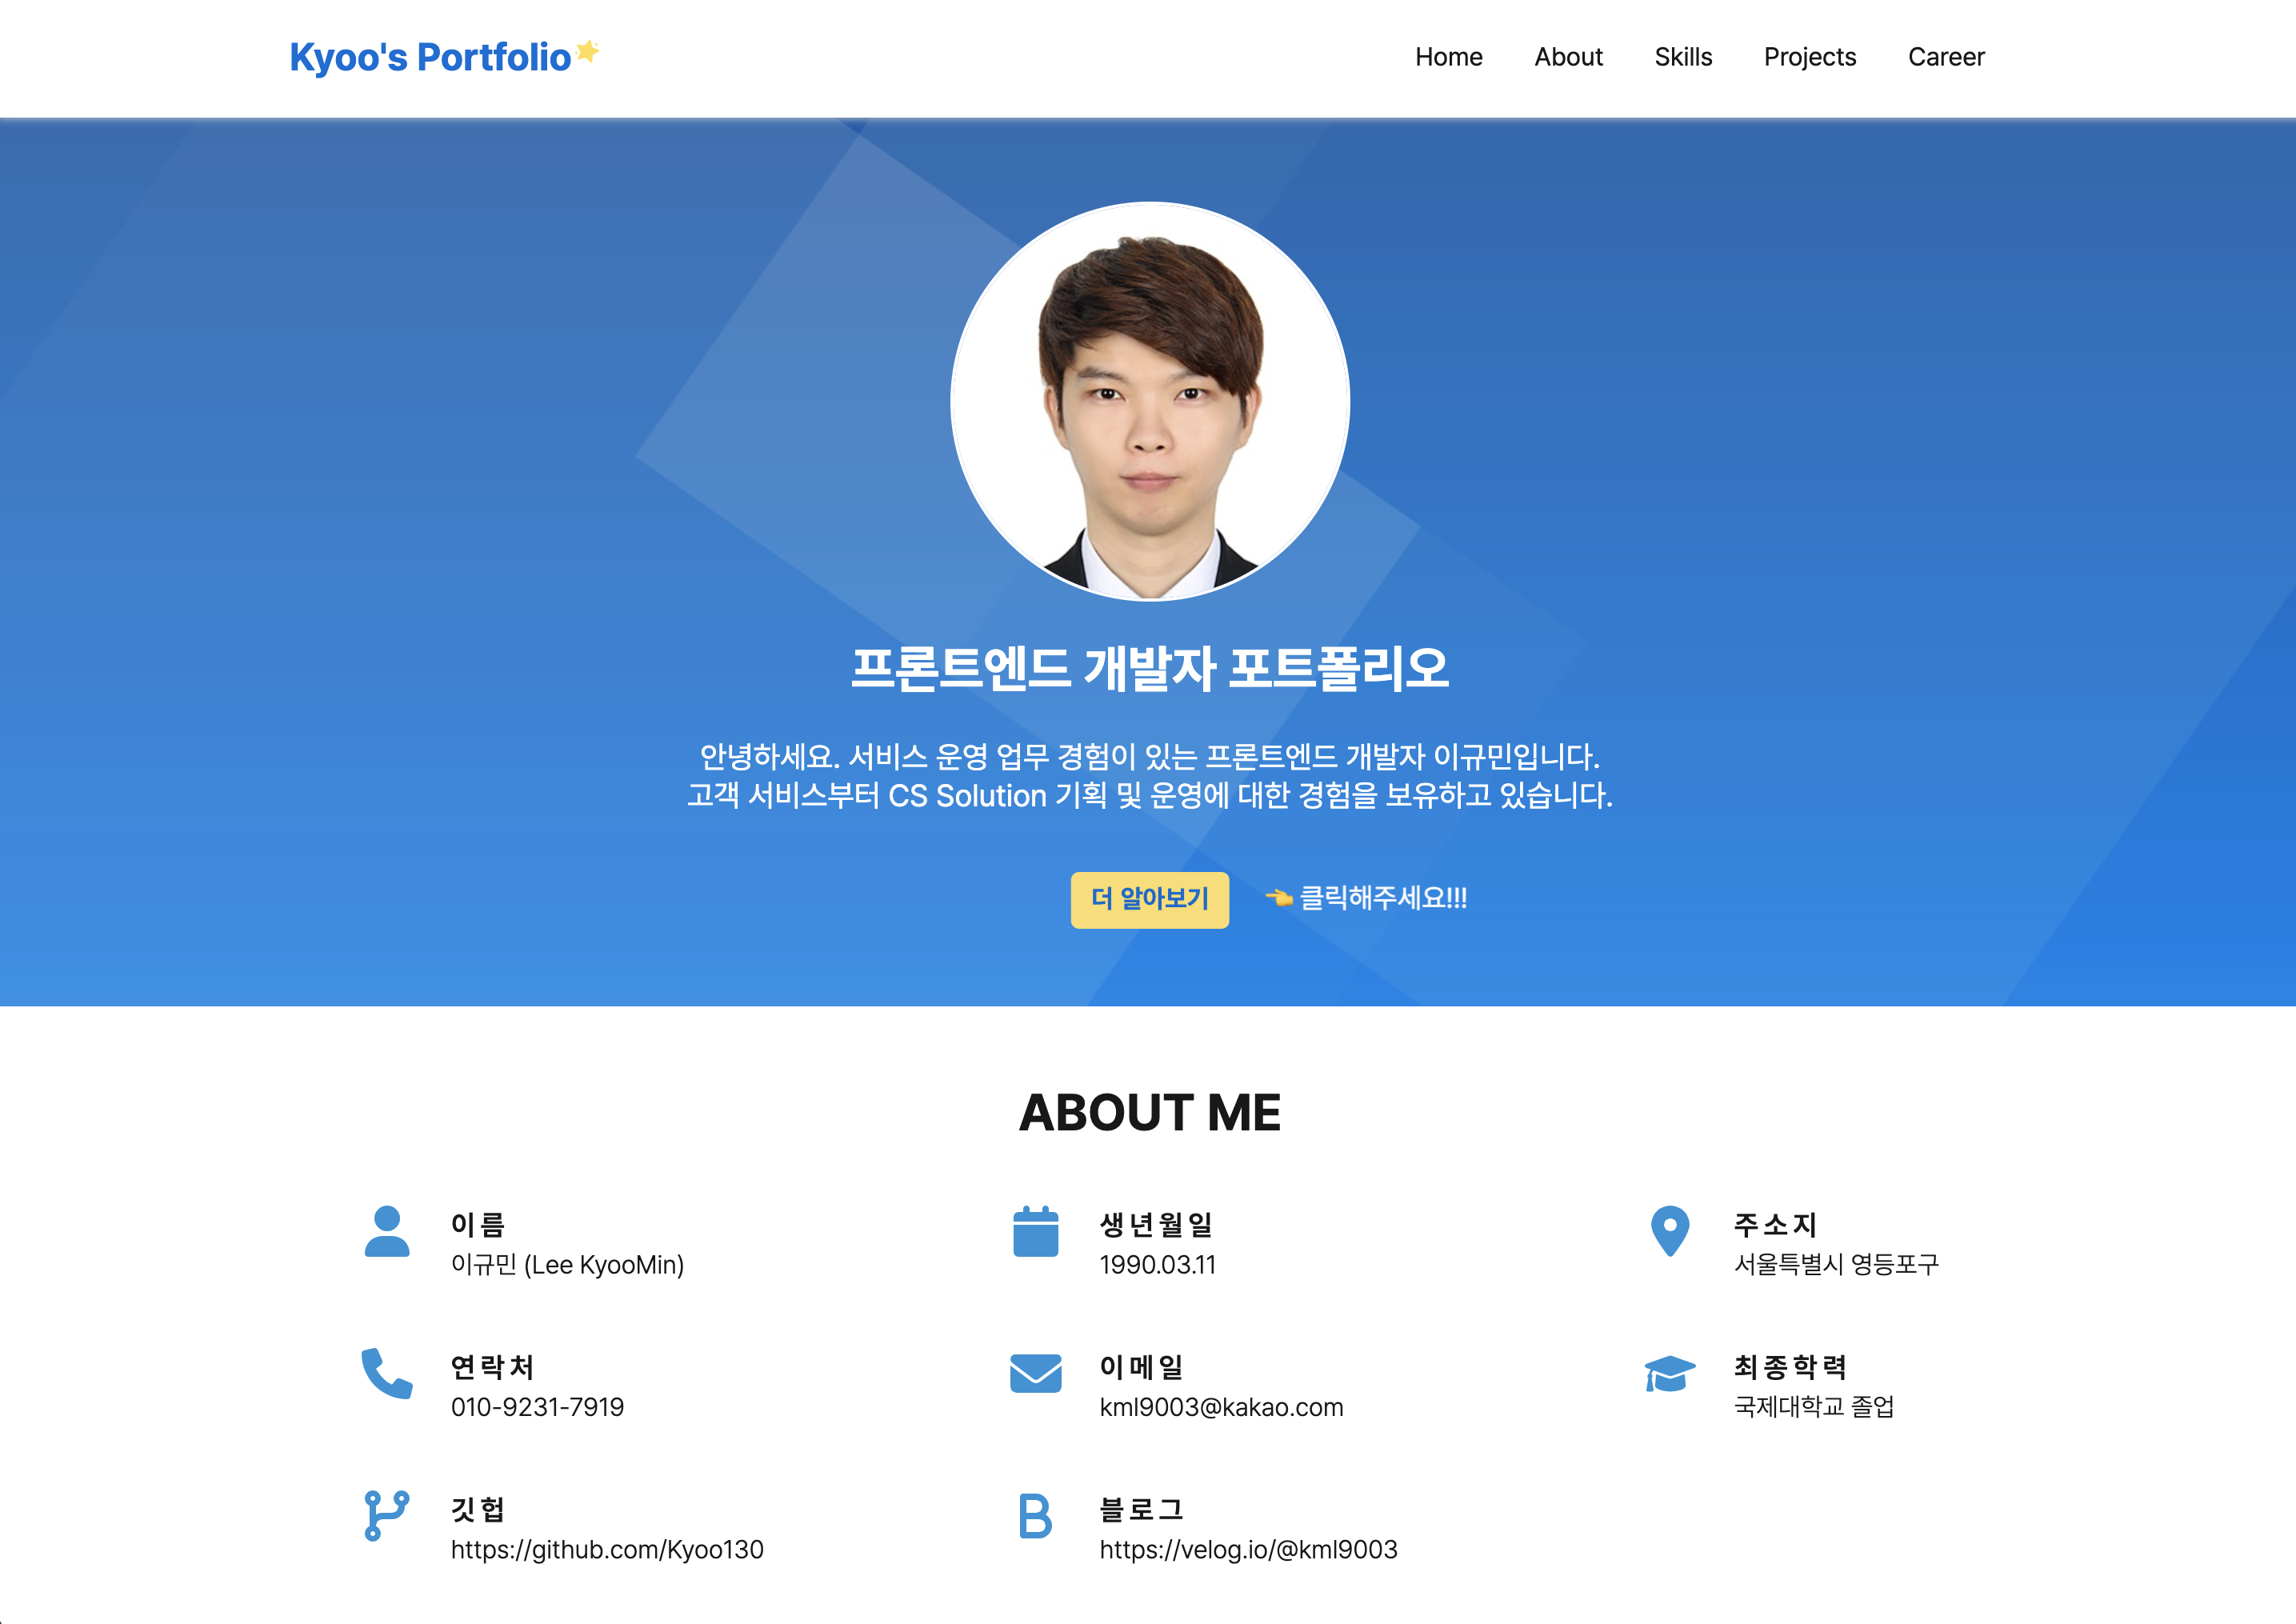 Kyoo's Portfolio
Home About Skills Projects Career
프론트엔드 개발자 포트폴리오
안녕하세요. 서비스 운영 업무 경험이 있는 프론트엔드 개발자 이규민입니다.
고객 서비스부터 CS Solution 기획 및 운영에 대한 경험을 보유하고 있습니다.
더 알아보기 👈 클릭해주세요!!!
ABOUT ME
이름
이규민 (Lee KyooMin)
생년월일
1990.03.11
주소지
서울특별시 영등포구
연락처
010-9231-7919
이메일
kml9003@kakao.com
최종학력
국제대학교 졸업
깃헙
https://github.com/Kyoo130
블로그
https://velog.io/@kml9003